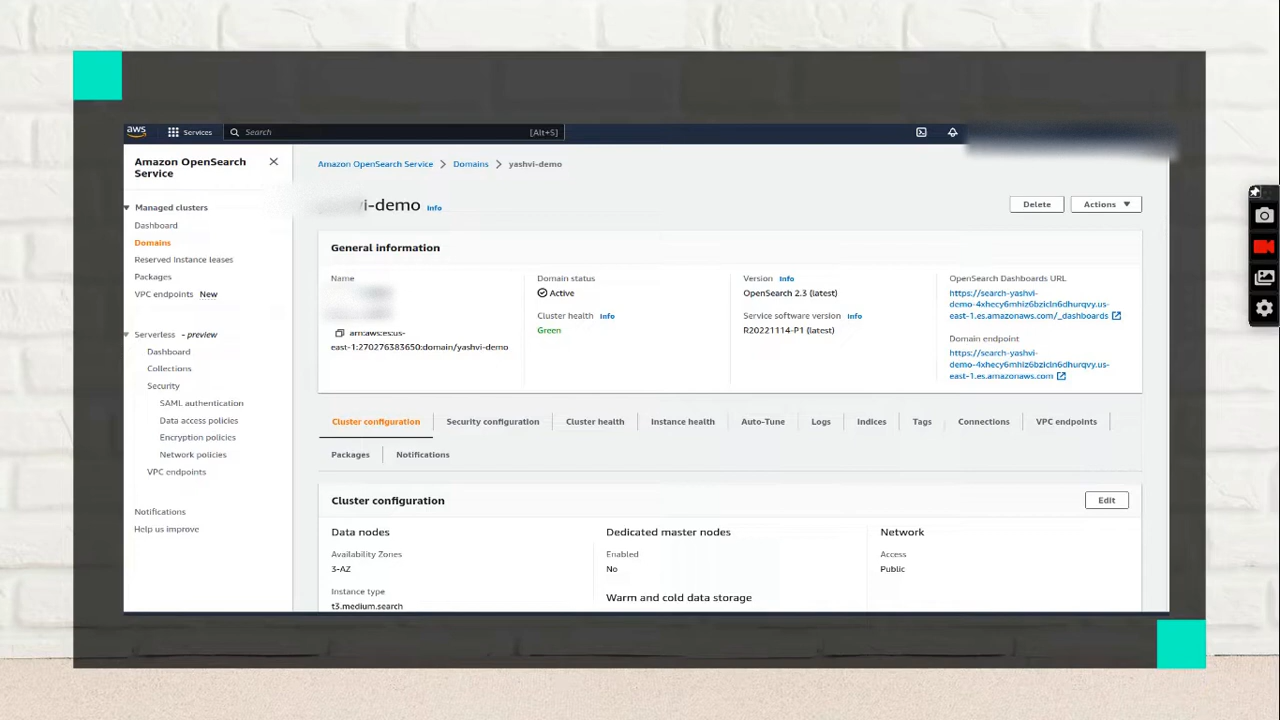 aws
Services
Search
[Alt+S]
Amazon OpenSearch
Service
Managed clusters
Dashboard
Domains
Reserved Instance leases
Packages
VPC endpoints New
Serverless - preview
Dashboard
Collections
Security
SAML authentication
Data access policies
Encryption policies
Network policies
VPC endpoints
Notifications
Help us improve
Amazon OpenSearch Service
Domains
yashvi-demo
i-demo Info
Delete
Actions
General information
Name
arn:aws:es:us-
east-1:270276383650:domain/yashvi-demo
Domain status
Active
Cluster health Info
Green
Version Info
OpenSearch 2.3 (latest)
Service software version Info
R20221114-P1 (latest)
OpenSearch Dashboards URL
https://search-yashvi-
demo-4xhecy6mhiz6bzicln6dhurqvy.us-
east-1.es.amazonaws.com/_dashboards
Domain endpoint
https://search-yashvi-
demo-4xhecy6mhiz6bzicln6dhurqvy.us-
east-1.es.amazonaws.com
Cluster configuration
Security configuration
Cluster health
Instance health
Auto-Tune
Logs
Indices
Tags
Connections
VPC endpoints
Packages
Notifications
Cluster configuration
Edit
Data nodes
Availability Zones
3-AZ
Instance type
t3.medium.search
Dedicated master nodes
Enabled
No
Warm and cold data storage
Network
Access
Public